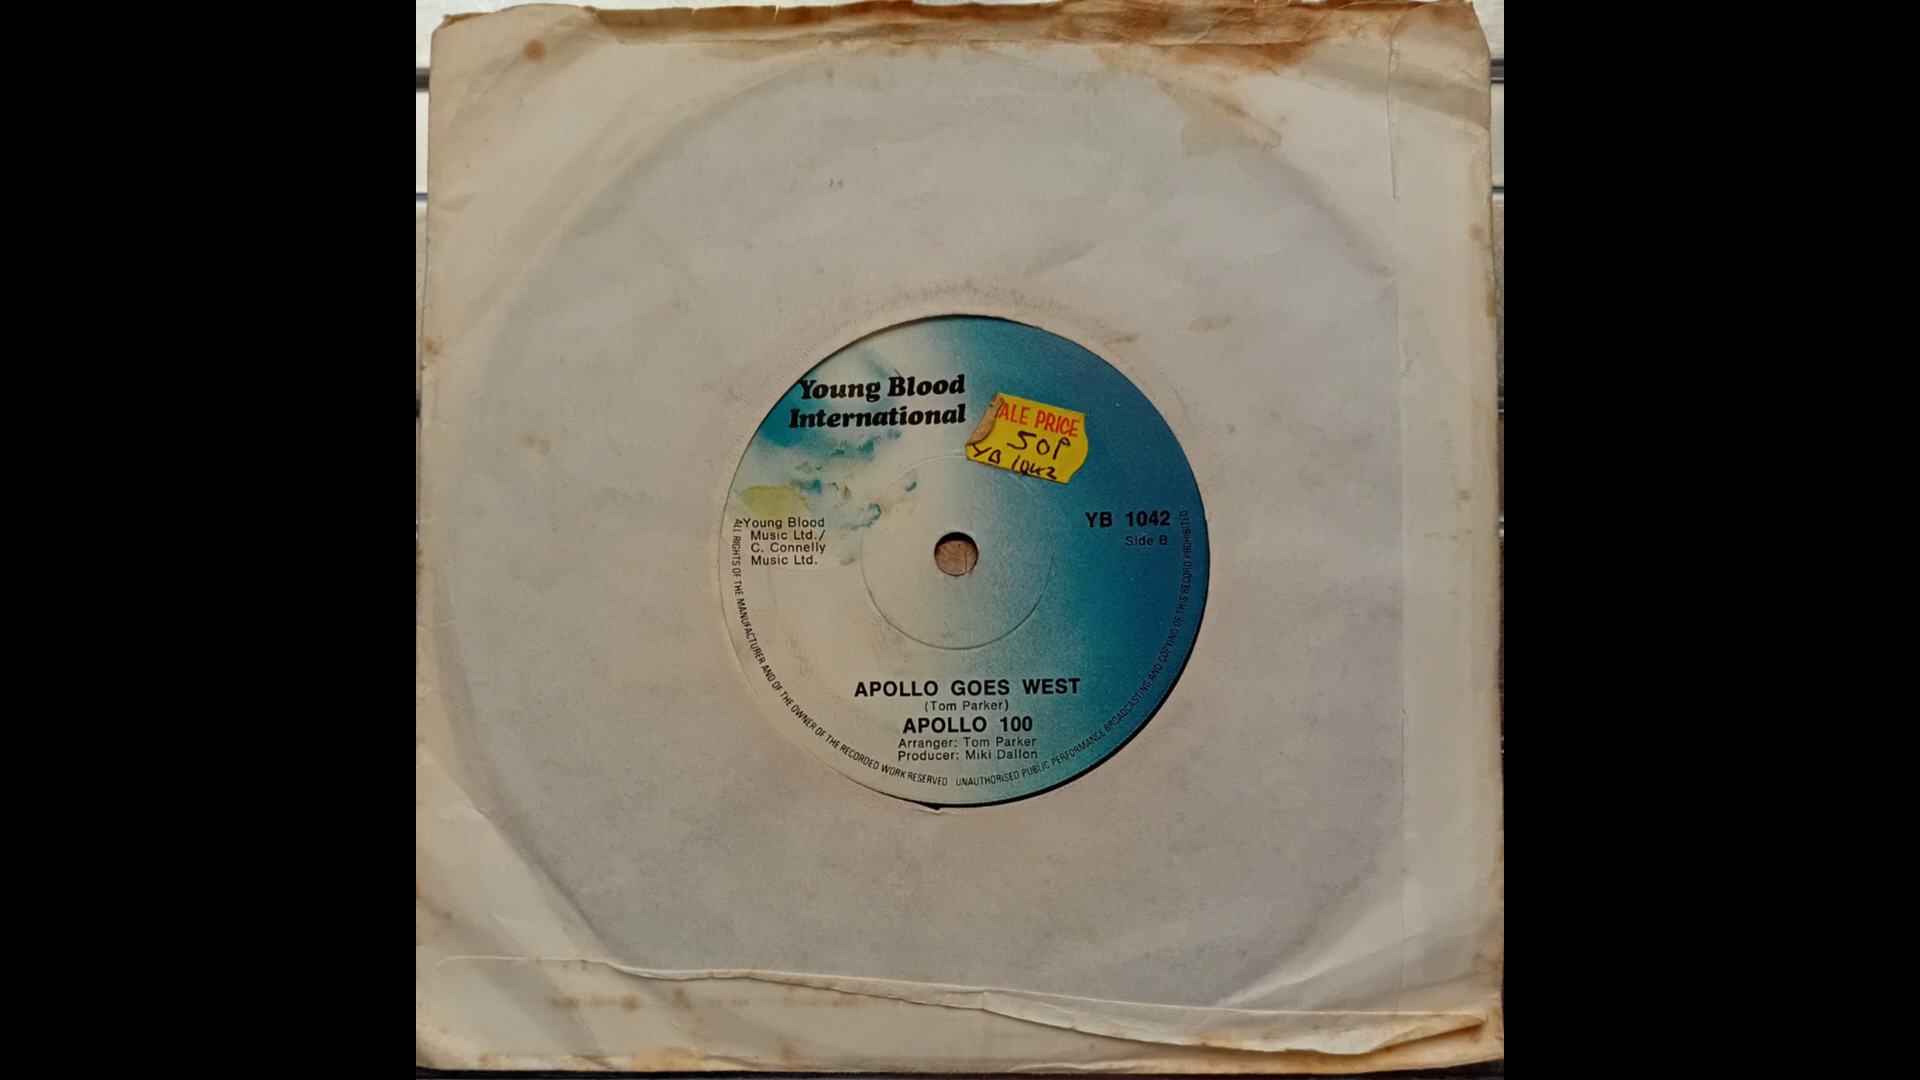 Young Blood
International
ALE PRICE
50P
YB 1042
Young Blood
Music Ltd./
C. Connelly
Music Ltd.
YB 1042
Side B
APOLLO GOES WEST
(Tom Parker)
APOLLO 100
Arranger: Tom Parker
Producer: Miki Dallon
ALL RIGHTS OF THE MANUFACTURER AND OF THE OWNER OF THE RECORDED WORK RESERVED UNAUTHORISED PUBLIC PERFORMANCE BROADCASTING AND COPYING OF THIS RECORD PROHIBITED